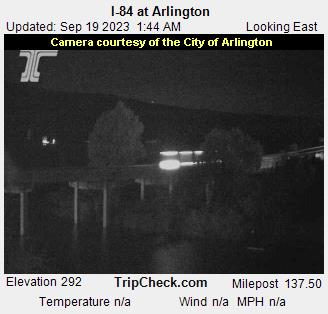 I-84 at Arlington
Updated: Sep 19 2023 1:44 AM Looking East
Camera courtesy of the City of Arlington
Elevation 292 TripCheck.com Milepost 137.50
Temperature n/a Wind n/a MPH n/a